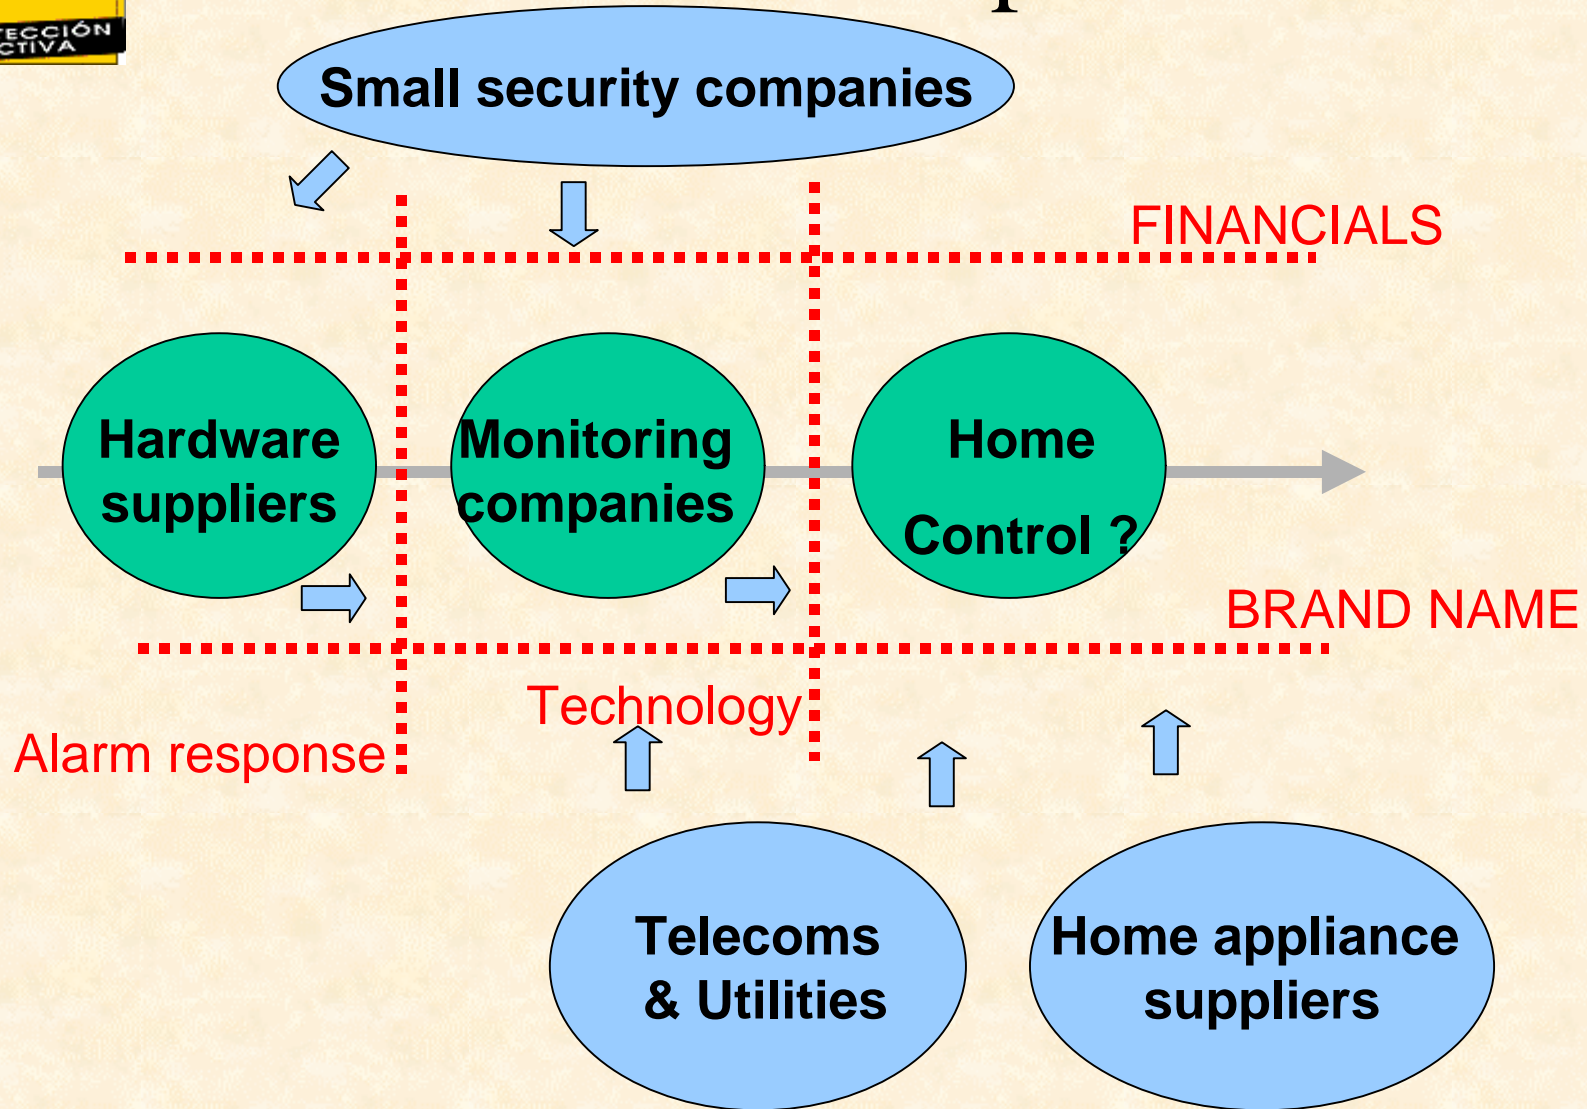 Small security companies
FINANCIALS
Hardware
suppliers
Monitoring
companies
Home
Control ?
BRAND NAME
Technology
Alarm response
Telecoms
& Utilities
Home appliance
suppliers